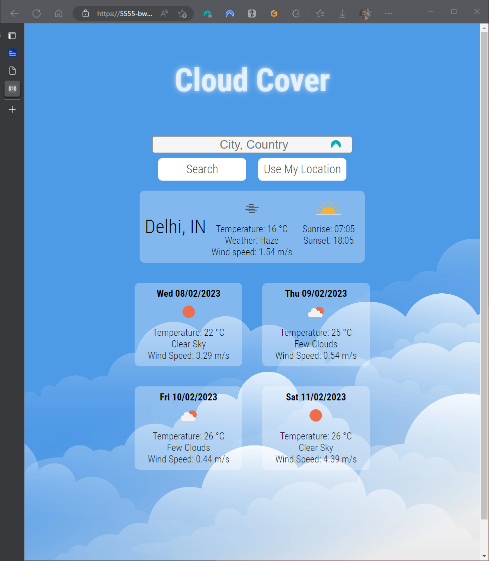 https://5555-bw...
Cloud Cover
City, Country
Search
Use My Location
Delhi, IN
Temperature: 16 °C
Weather: Haze
Wind speed: 1.54 m/s
Sunrise: 07:05
Sunset: 18:05
Wed 08/02/2023
Temperature: 22 °C
Clear Sky
Wind Speed: 3.29 m/s
Thu 09/02/2023
Temperature: 25 °C
Few Clouds
Wind Speed: 0.54 m/s
Fri 10/02/2023
Temperature: 26 °C
Few Clouds
Wind Speed: 0.44 m/s
Sat 11/02/2023
Temperature: 26 °C
Clear Sky
Wind Speed: 4.39 m/s